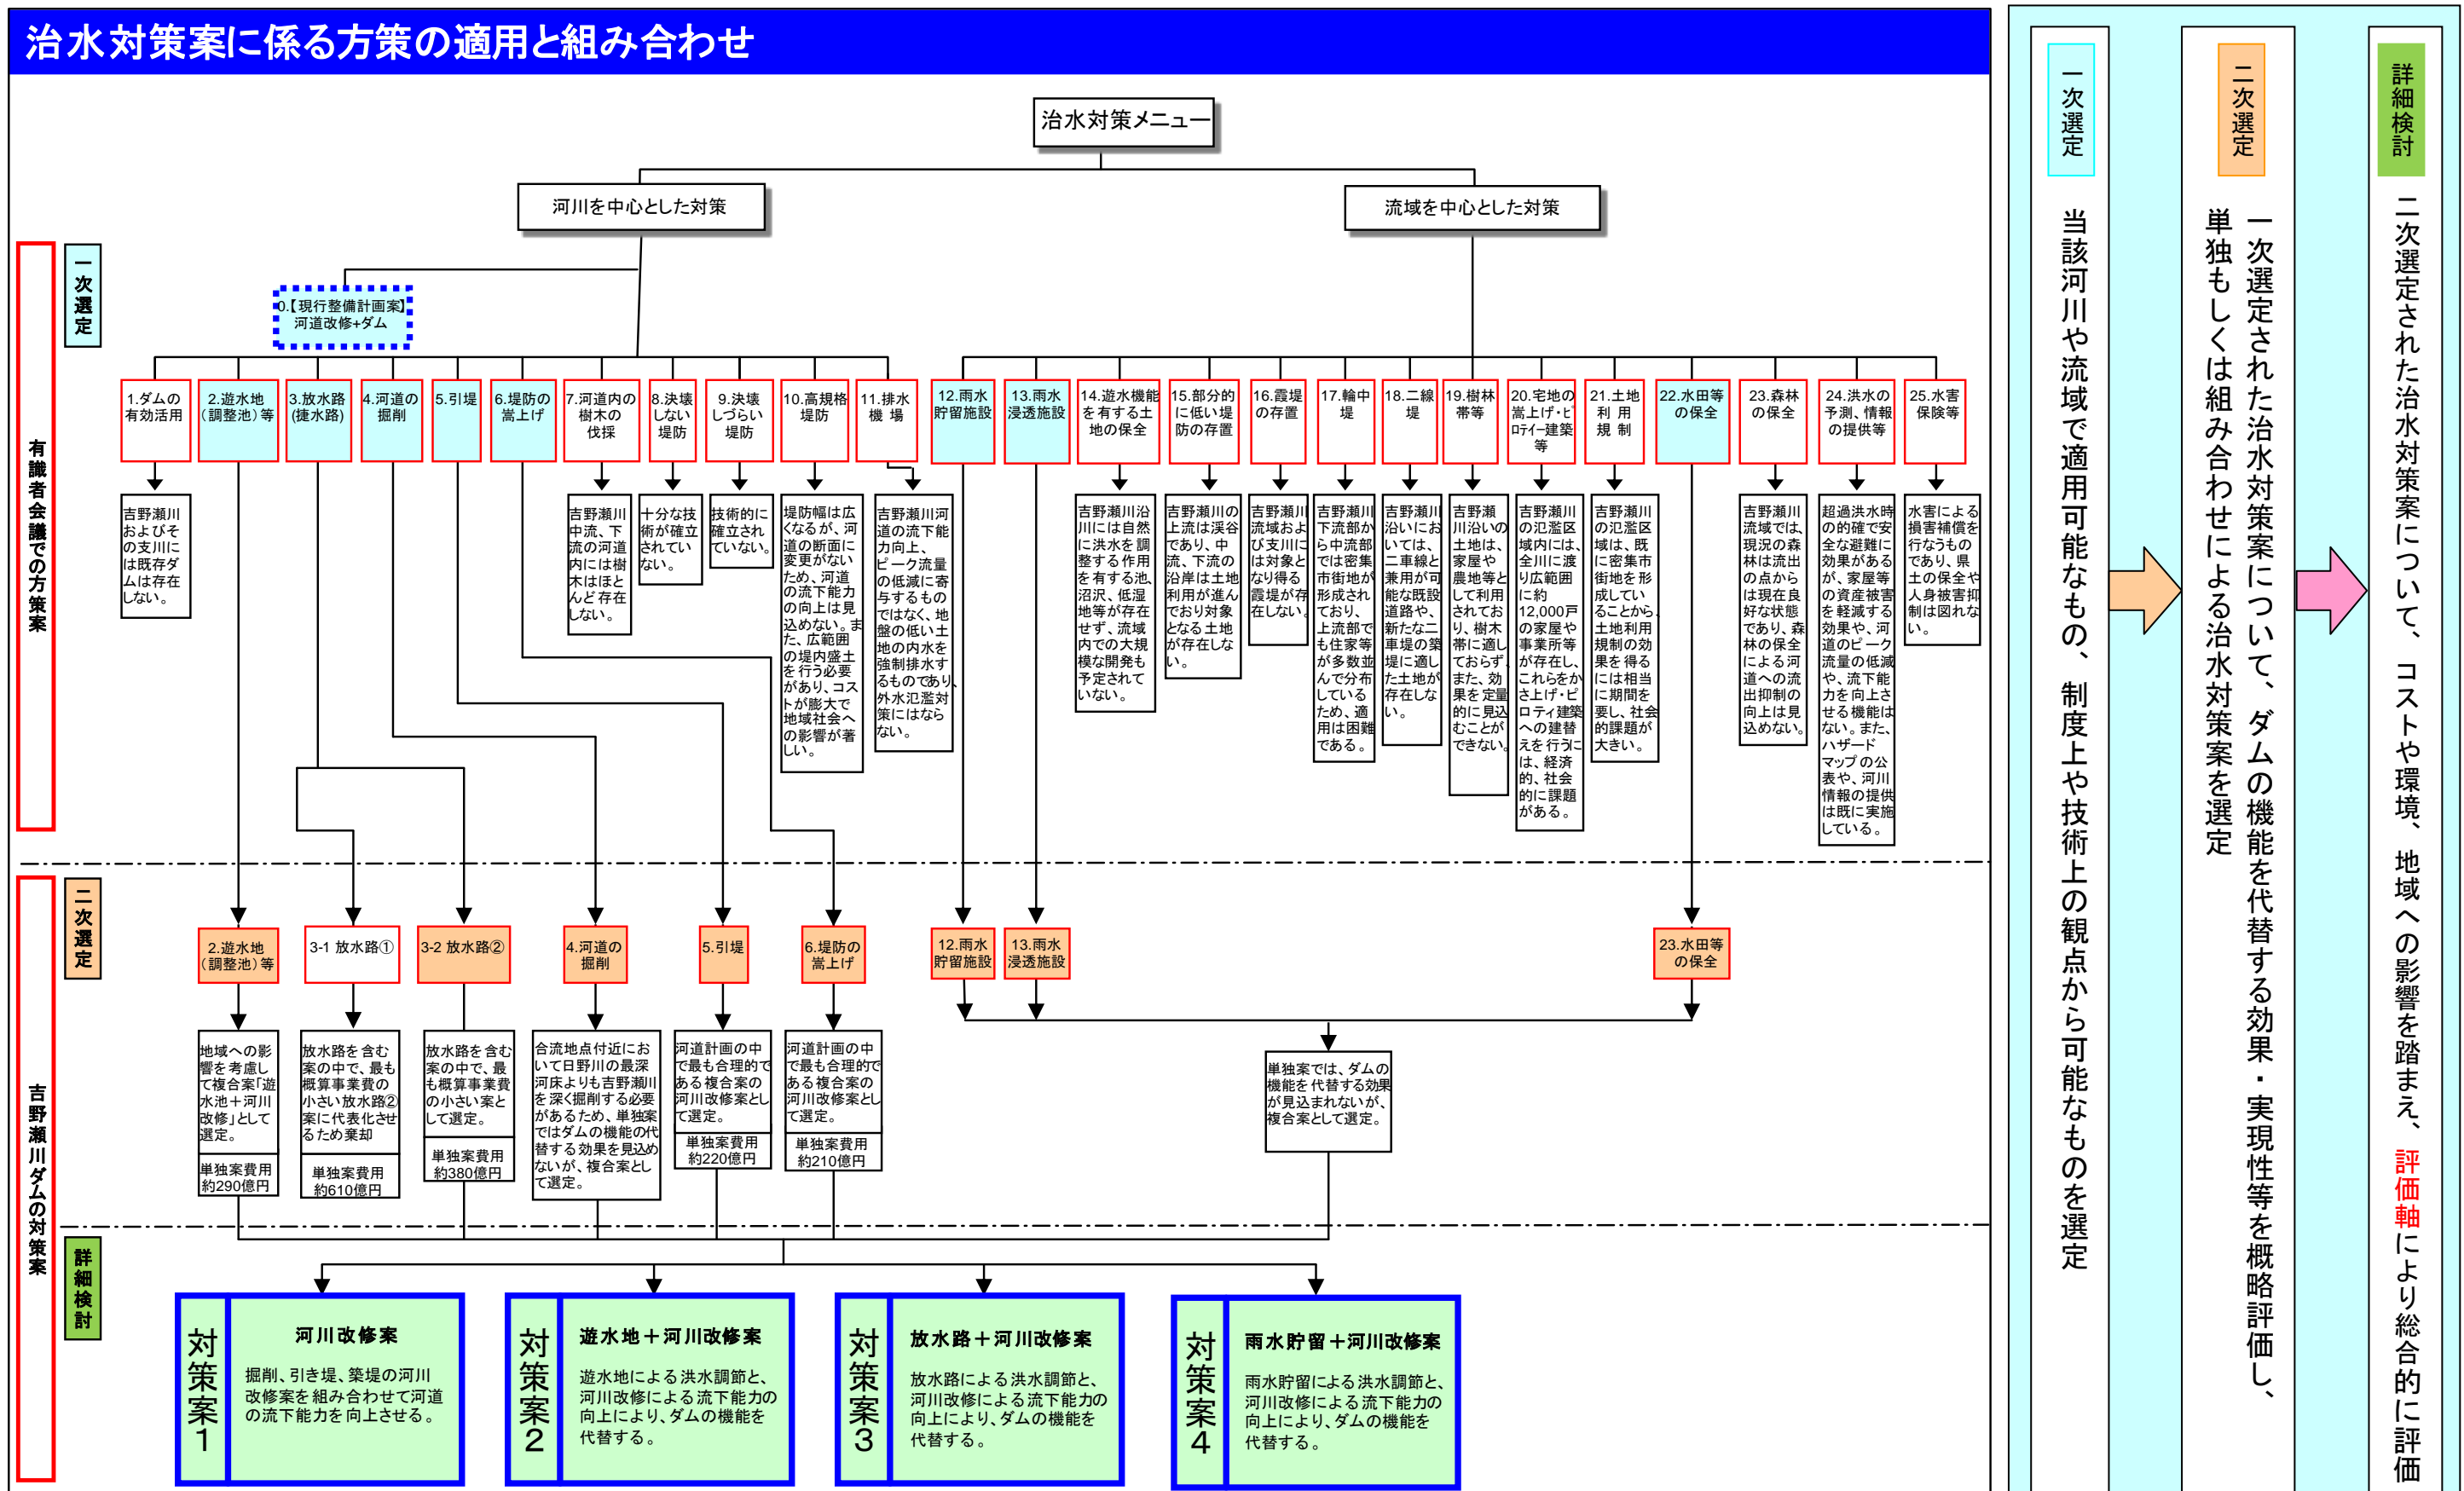 治水対策案に係る方策の適用と組み合わせ
治水対策メニュー
河川を中心とした対策
流域を中心とした対策
有識者会議での方策案
一次選定
0.【現行整備計画案】
河道改修+ダム
1.ダムの
有効活用
2.遊水地
(調整池)等
3.放水路
(捷水路)
4.河道の
掘削
5.引堤
6.堤防の
嵩上げ
7.河道内の
樹木の
伐採
8.決壊
しない
堤防
9.決壊
しづらい
堤防
10.高規格
堤防
11.排水
機 場
12.雨水
貯留施設
13.雨水
浸透施設
14.遊水機能
を有する土
地の保全
15.部分的
に低い堤
防の存置
16.霞堤
の存置
17.輪中
堤
18.二線
堤
19.樹林
帯等
20.宅地の
嵩上げ・ピ
ロティー建築
等
21.土地
利 用
規 制
22.水田等
の保全
23.森林
の保全
24.洪水の
予測、情報
の提供等
25.水害
保険等
吉野瀬川
およびそ
の支川に
は既存ダ
ムは存在
しない。
吉野瀬川
中流、下
流の河道
内には樹
木はほと
んど存在
しない。
十分な技
術が確立
されてい
ない。
技術的に
確立され
ていない。
堤防幅は広
くなるが、河
道の断面に
変更がない
ため、河道
の流下能力
の向上は見
込めない。ま
た、広範囲
の堤内盛土
を行う必要
があり、コス
トが膨大で
地域社会へ
の影響が著
しい。
吉野瀬川河
道の流下能
力向上、
ピーク流量
の低減に寄
与するもの
ではなく、地
盤の低い土
地の内水を
強制排水す
るものであり、
外水氾濫対
策にはなら
ない。
吉野瀬川沿
川には自然
に洪水を調
整する作用
を有する池、
沼沢、低湿
地等が存在
せず、流域
内での大規
模な開発も
予定されて
いない。
吉野瀬川の
上流は渓谷
であり、中
流、下流の
沿岸は土地
利用が進ん
でおり対象
となる土地
が存在しな
い。
吉野瀬川
流域およ
び支川に
は対象と
なり得る
霞堤が存
在しない。
吉野瀬川
下流部か
ら中流部
では密集
市街地が
形成され
ており、
上流部で
も住家等
が多数並
んで分布
している
ため、適
用は困難
である。
吉野瀬川
沿いにお
いては、
二車線と
兼用が可
能な既設
道路や、
新たな二
車堤の築
堤に適し
た土地が
存在しな
い。
吉野瀬
川沿いの
土地は、
家屋や
農地等と
して利用
されてお
り、樹木
帯に適し
ておらず、
また、効
果を定量
的に見込
むことが
できない。
吉野瀬川
の氾濫区
域内には、
全川に渡
り広範囲
に約
12,000戸
の家屋や
事業所等
が存在し、
これらをか
さ上げ・ピ
ロティ建築
への建替
えを行うに
は、経済
的、社会
的に課題
がある。
吉野瀬川
の氾濫区
域は、既
に密集市
街地を形
成してい
ることから、
土地利用
規制の効
果を得る
には相当
に期間を
要し、社会
的課題が
大きい。
吉野瀬川
流域では、
現況の森
林は流出
の点から
は現在良
好な状態
であり、森
林の保全
による河
道への流
出抑制の
向上は見
込めない。
超過洪水時
の的確で安
全な避難に
効果がある
が、家屋等
の資産被害
を軽減する
効果や、河
道のピーク
流量の低減
や、流下能
力を向上さ
せる機能は
ない。また、
ハザード
マップの公
表や、河川
情報の提供
は既に実施
している。
水害による
損害補償を
行なうもの
であり、県
土の保全や
人身被害抑
制は図れな
い。
吉野瀬川ダムの対策案
二次選定
2.遊水地
(調整池)等
3-1 放水路①
3-2 放水路②
4.河道の
掘削
5.引堤
6.堤防の
嵩上げ
12.雨水
貯留施設
13.雨水
浸透施設
23.水田等
の保全
地域への影
響を考慮し
て複合案「遊
水池+河川
改修」として
選定。
単独案費用
約290億円
放水路を含む
案の中で、最も
概算事業費の
小さい放水路②
案に代表化させ
るため棄却
単独案費用
約610億円
放水路を含む
案の中で、最
も概算事業費
の小さい案と
して選定。
単独案費用
約380億円
合流地点付近にお
いて日野川の最深
河床よりも吉野瀬川
を深く掘削する必要
があるため、単独案
ではダムの機能の代
替する効果を見込め
ないが、複合案とし
て選定。
河道計画の中
で最も合理的で
ある複合案の
河川改修案とし
て選定。
単独案費用
約220億円
河道計画の中
で最も合理的で
ある複合案の
河川改修案とし
て選定。
単独案費用
約210億円
単独案では、ダムの
機能を代替する効果
が見込まれないが、
複合案として選定。
詳細検討
対策案1
河川改修案
掘削、引き堤、築堤の河川
改修案を組み合わせて河道
の流下能力を向上させる。
対策案2
遊水地+河川改修案
遊水地による洪水調節と、
河川改修による流下能力の
向上により、ダムの機能を
代替する。
対策案3
放水路+河川改修案
放水路による洪水調節と、
河川改修による流下能力の
向上により、ダムの機能を
代替する。
対策案4
雨水貯留+河川改修案
雨水貯留による洪水調節と、
河川改修による流下能力の
向上により、ダムの機能を
代替する。
一次選定
当該河川や流域で適用可能なもの、制度上や技術上の観点から可能なものを選定
二次選定
一次選定された治水対策案について、ダムの機能を代替する効果・実現性等を概略評価し、
単独もしくは組み合わせによる治水対策案を選定
詳細検討
二次選定された治水対策案について、コストや環境、地域への影響を踏まえ、評価軸により総合的に評価